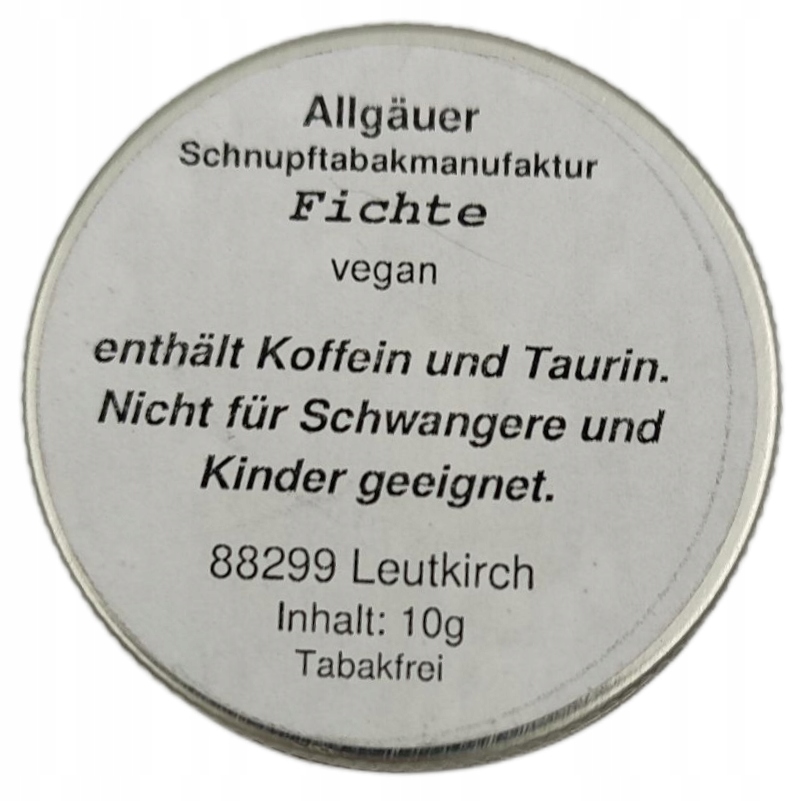 Allgäuer
Schnupftabakmanufaktur
Fichte
vegan
enthält Koffein und Taurin.
Nicht für Schwangere und
Kinder geeignet.
88299 Leutkirch
Inhalt: 10g
Tabakfrei